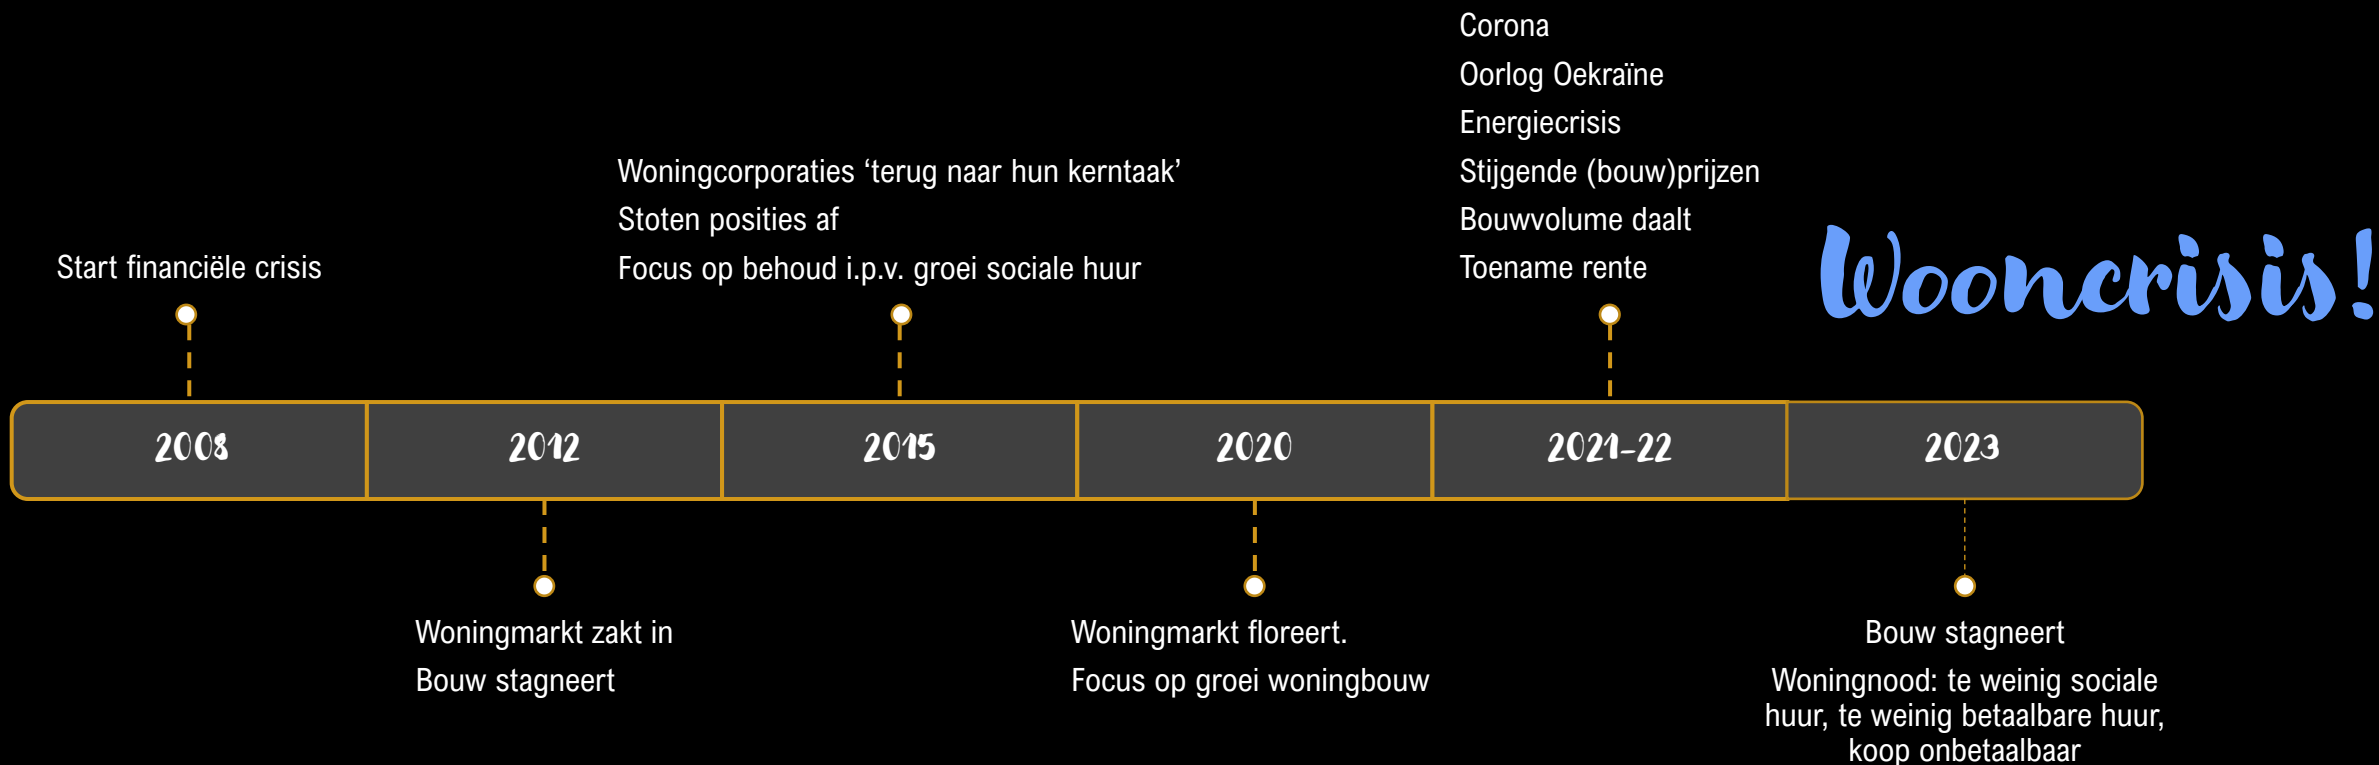 Start financiële crisis
Woningcorporaties ‘terug naar hun kerntaak’
Stoten posities af
Focus op behoud i.p.v. groei sociale huur
Corona
Oorlog Oekraïne
Energiecrisis
Stijgende (bouw)prijzen
Bouwvolume daalt
Toename rente
Wooncrisis!
2008
2012
2015
2020
2021-22
2023
Woningmarkt zakt in
Bouw stagneert
Woningmarkt floreert.
Focus op groei woningbouw
Bouw stagneert
Woningnood: te weinig sociale
huur, te weinig betaalbare huur,
koop onbetaalbaar